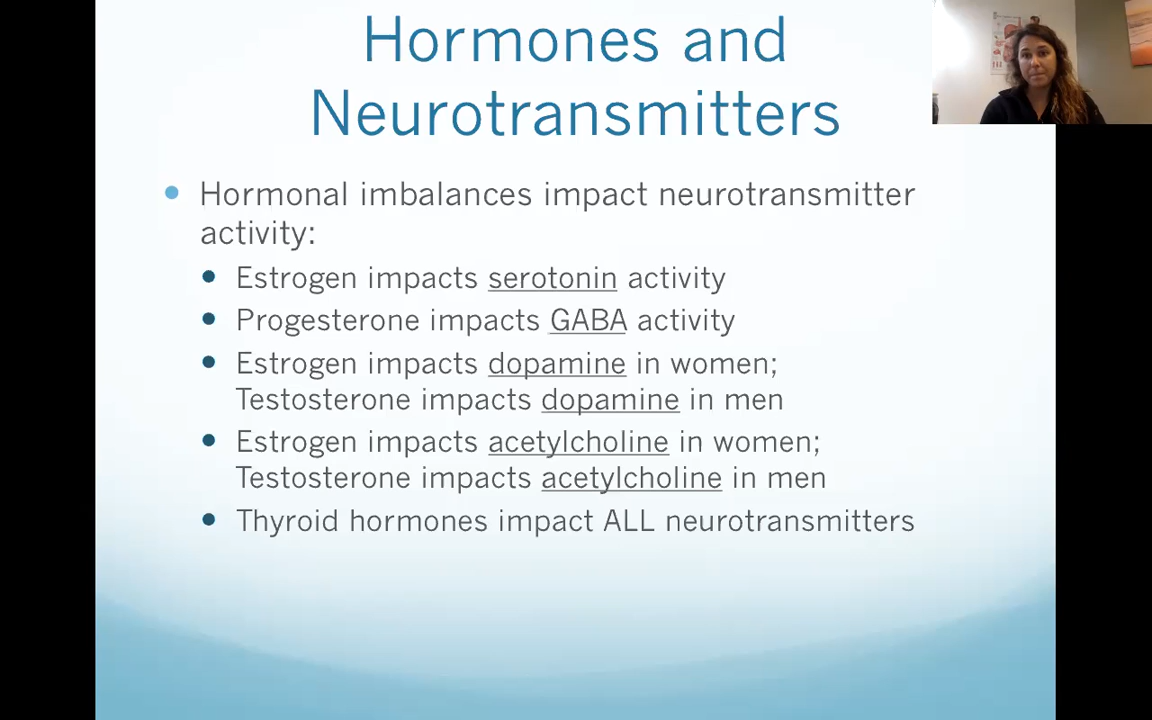 Hormones and
Neurotransmitters
Hormonal imbalances impact neurotransmitter
activity:
Estrogen impacts serotonin activity
Progesterone impacts GABA activity
Estrogen impacts dopamine in women;
Testosterone impacts dopamine in men
Estrogen impacts acetylcholine in women;
Testosterone impacts acetylcholine in men
Thyroid hormones impact ALL neurotransmitters